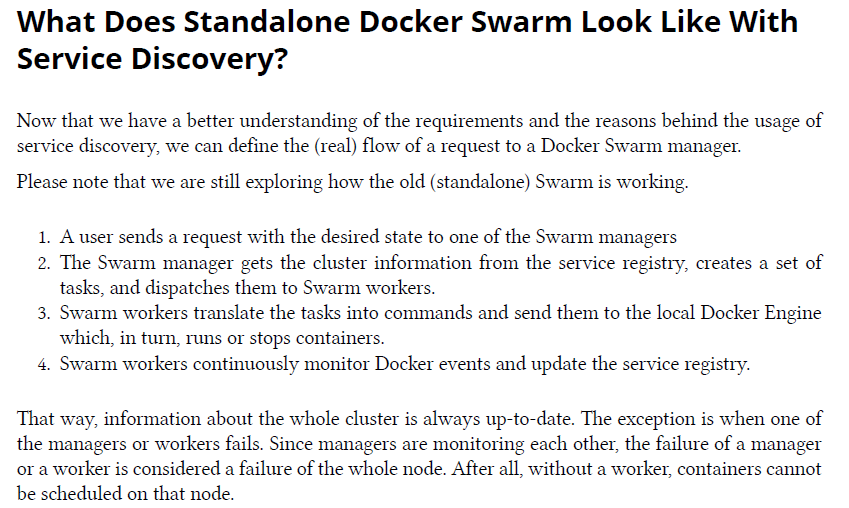 What Does Standalone Docker Swarm Look Like With
Service Discovery?
Now that we have a better understanding of the requirements and the reasons behind the usage of
service discovery, we can define the (real) flow of a request to a Docker Swarm manager.
Please note that we are still exploring how the old (standalone) Swarm is working.
1. A user sends a request with the desired state to one of the Swarm managers
2. The Swarm manager gets the cluster information from the service registry, creates a set of
tasks, and dispatches them to Swarm workers.
3. Swarm workers translate the tasks into commands and send them to the local Docker Engine
which, in turn, runs or stops containers.
4. Swarm workers continuously monitor Docker events and update the service registry.
That way, information about the whole cluster is always up-to-date. The exception is when one of
the managers or workers fails. Since managers are monitoring each other, the failure of a manager
or a worker is considered a failure of the whole node. After all, without a worker, containers cannot
be scheduled on that node.